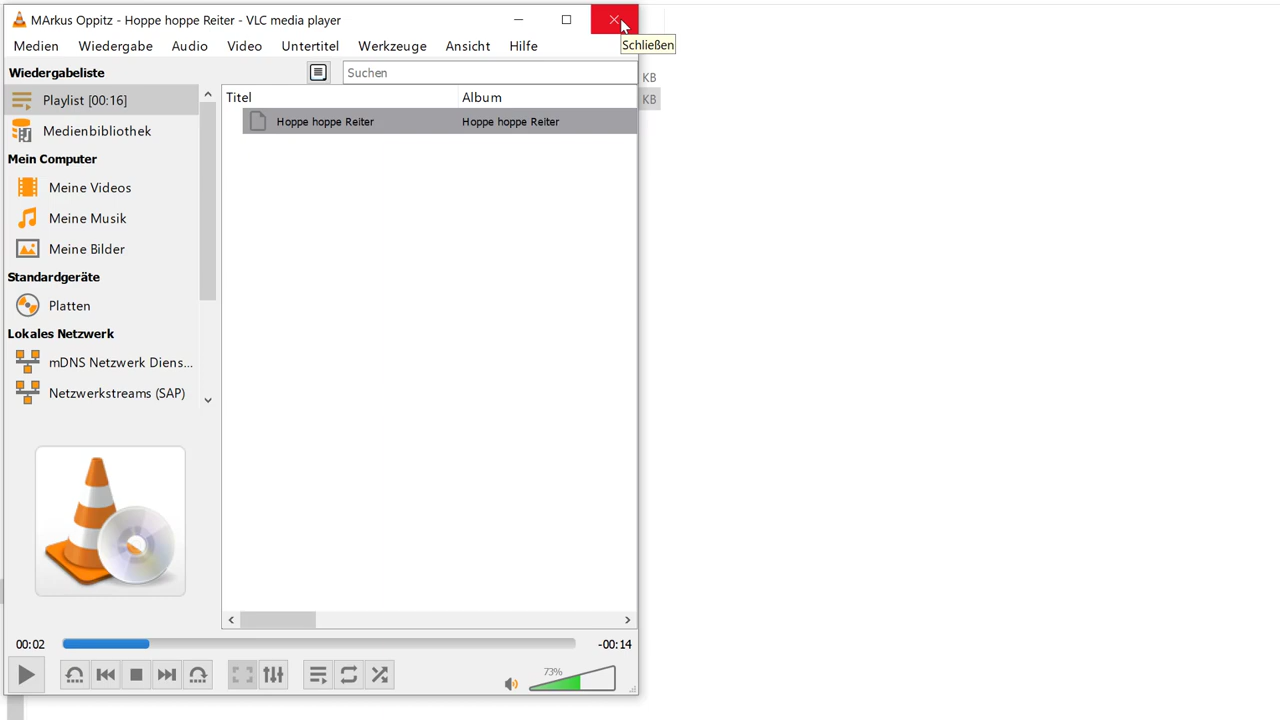 MArkus Oppitz - Hoppe hoppe Reiter - VLC media player
Schließen
Medien Wiedergabe Audio Video Untertitel Werkzeuge Ansicht Hilfe
Wiedergabeliste
Suchen
KB
Playlist [00:16]
Titel Album
KB
Hoppe hoppe Reiter Hoppe hoppe Reiter
Medienbibliothek
Mein Computer
Meine Videos
Meine Musik
Meine Bilder
Standardgeräte
Platten
Lokales Netzwerk
mDNS Netzwerk Diens...
Netzwerkstreams (SAP)
00:02 -00:14
73%